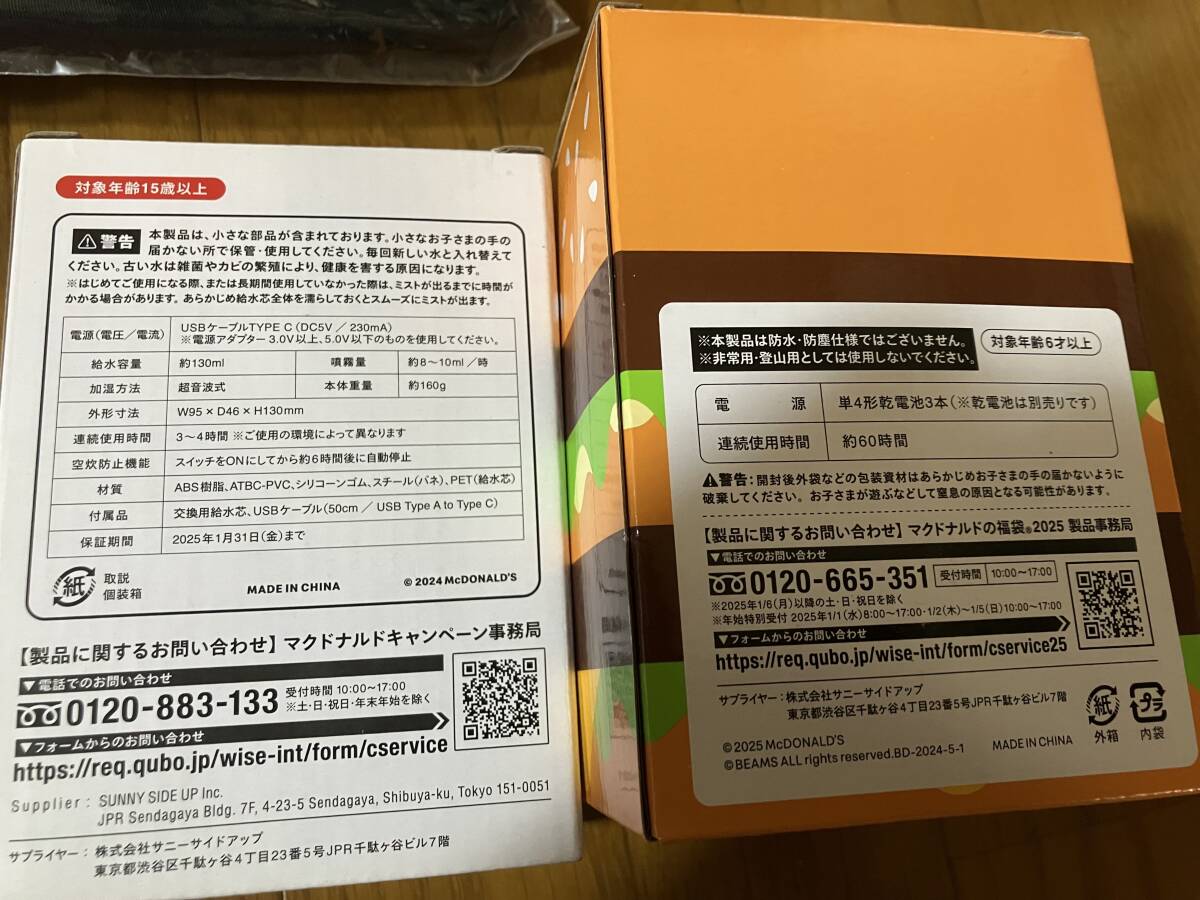 対象年齢15歳以上
⚠警告 本製品は、小さな部品が含まれております。小さなお子さまの手の
届かない所で保管・使用してください。毎回新しい水と入れ替えて
ください。古い水は雑菌やカビの繁殖により、健康を害する原因になります。
※はじめてご使用になる際、または長期間使用していなかった際は、ミストが出るまでに時間が
かかる場合があります。あらかじめ給水芯全体を濡らしておくとスムーズにミストが出ます。
電源(電圧/電流) USBケーブルTYPE C (DC5V / 230mA)
※電源アダプター 3.0V以上、5.0V以下のものを使用してください。
給水容量 約130ml 噴霧量 約8〜10ml/時
加湿方法 超音波式 本体重量 約160g
外形寸法 W95 × D46 × H130mm
連続使用時間 3〜4時間 ※ご使用の環境によって異なります
空炊防止機能 スイッチをONにしてから約6時間後に自動停止
材質 ABS樹脂、ATBC-PVC、シリコーンゴム、スチール(バネ)、PET(給水芯)
付属品 交換用給水芯、USBケーブル(50cm / USB Type A to Type C)
保証期間 2025年1月31日(金)まで
紙 取説
個装箱
MADE IN CHINA © 2024 McDONALD'S
【製品に関するお問い合わせ】マクドナルドキャンペーン事務局
▼電話でのお問い合わせ
0120-883-133 受付時間 10:00〜17:00
※土・日・祝日・年末年始を除く
▼フォームからのお問い合わせ
https://req.qubo.jp/wise-int/form/cservice
Supplier : SUNNY SIDE UP Inc.
JPR Sendagaya Bldg. 7F, 4-23-5 Sendagaya, Shibuya-ku, Tokyo 151-0051
サプライヤー : 株式会社サニーサイドアップ
東京都渋谷区千駄ヶ谷4丁目23番5号JPR千駄ヶ谷ビル7階
※本製品は防水・防塵仕様ではございません。
※非常用・登山用としては使用しないでください。
対象年齢6才以上
電源 単4形乾電池3本(※乾電池は別売りです)
連続使用時間 約60時間
⚠警告:開封後外袋などの包装資材はあらかじめお子さまの手の届かないように
破棄してください。お子さまが遊ぶなどして窒息の原因となる可能性があります。
【製品に関するお問い合わせ】マクドナルドの福袋®2025 製品事務局
▼電話でのお問い合わせ
0120-665-351 受付時間 10:00〜17:00
※2025年1/6(月)以降の土・日・祝日を除く
※年始特別受付 2025年1/1(水)8:00〜17:00・1/2(木)〜1/5(日)10:00〜17:00
▼フォームからのお問い合わせ
https://req.qubo.jp/wise-int/form/cservice25
サプライヤー:株式会社サニーサイドアップ
東京都渋谷区千駄ヶ谷4丁目23番5号JPR千駄ヶ谷ビル7階
紙 外箱
プラ 内袋
© 2025 McDONALD'S
© BEAMS ALL rights reserved.BD-2024-5-1 MADE IN CHINA